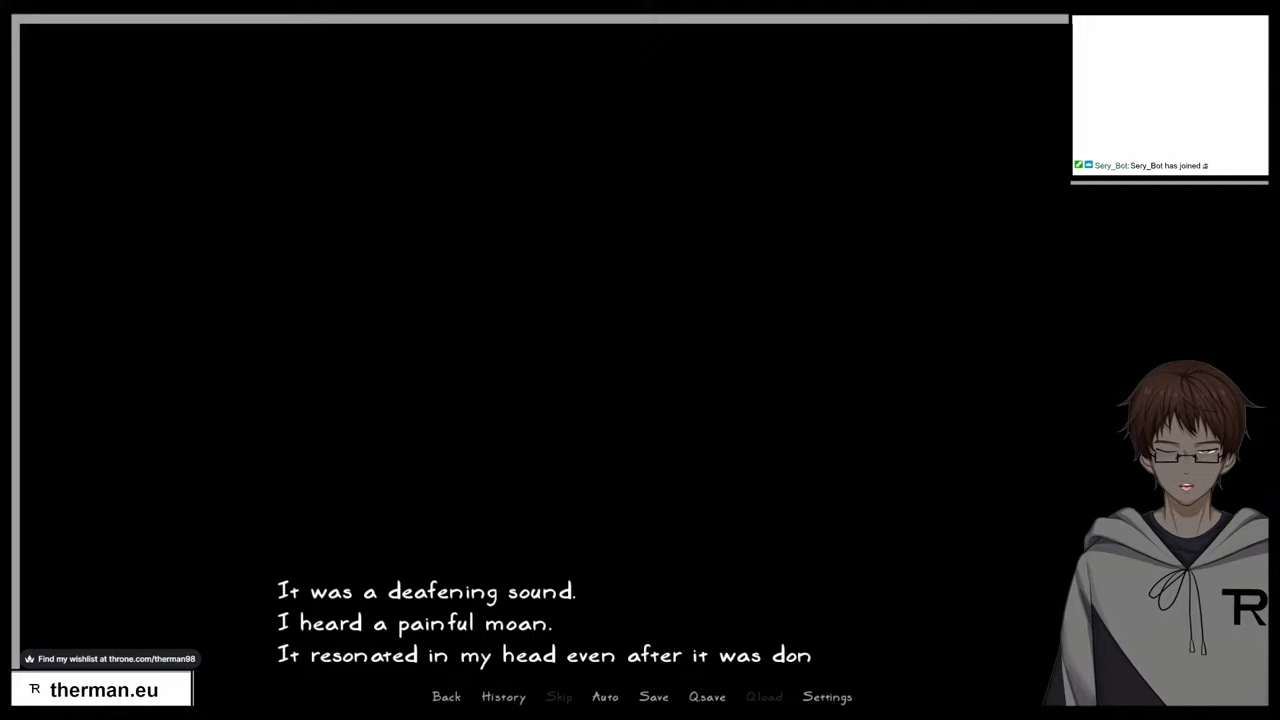 Sery_Bot: Sery_Bot has joined
TR
It was a deafening sound.
I heard a painful moan.
It resonated in my head even after it was don
Find my wishlist at throne.com/therman98
TR therman.eu
Back History Skip Auto Save Qsave Qload Settings